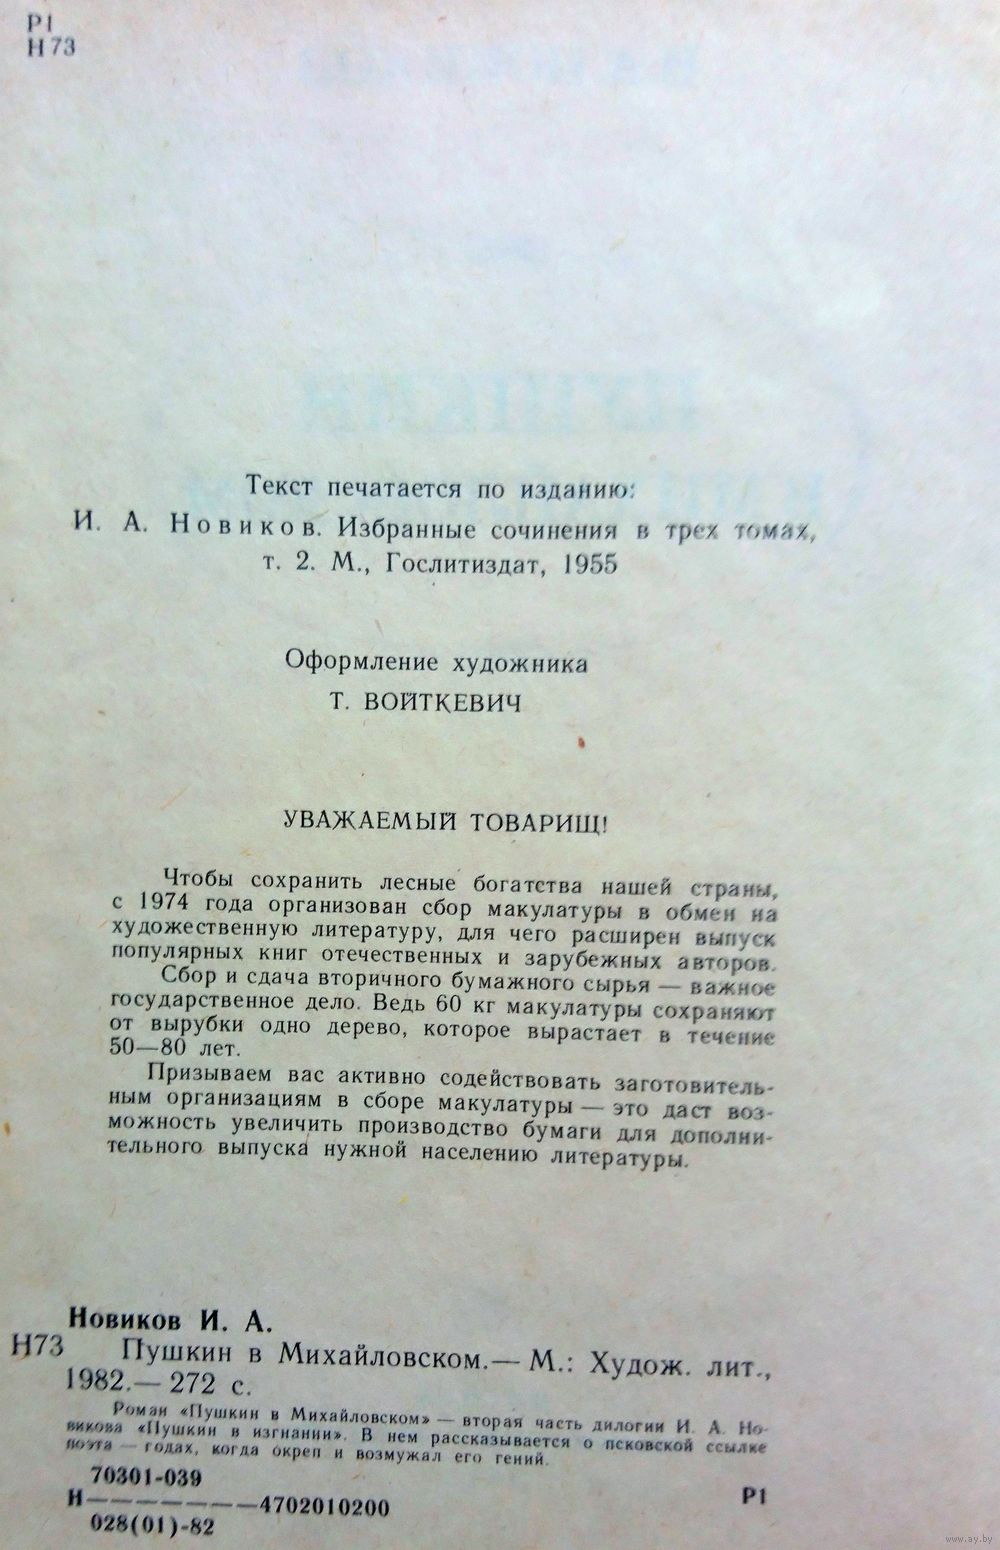 Р1
Н73
Текст печатается по изданию:
И. А. Новиков. Избранные сочинения в трех томах,
т. 2. М., Гослитиздат, 1955
Оформление художника
Т. ВОЙТКЕВИЧ
УВАЖАЕМЫЙ ТОВАРИЩ!
Чтобы сохранить лесные богатства нашей страны,
с 1974 года организован сбор макулатуры в обмен на
художественную литературу, для чего расширен выпуск
популярных книг отечественных и зарубежных авторов.
Сбор и сдача вторичного бумажного сырья — важное
государственное дело. Ведь 60 кг макулатуры сохраняют
от вырубки одно дерево, которое вырастает в течение
50—80 лет.
Призываем вас активно содействовать заготовитель-
ным организациям в сборе макулатуры — это даст воз-
можность увеличить производство бумаги для дополни-
тельного выпуска нужной населению литературы.
Новиков И. А.
Н73 Пушкин в Михайловском.— М.: Худож. лит.,
1982.— 272 с.
Роман «Пушкин в Михайловском» — вторая часть дилогии И. А. Но-
викова «Пушкин в изгнании». В нем рассказывается о псковской ссылке
поэта — годах, когда окреп и возмужал его гений.
70301-039
Н————————4702010200 Р1
028(01)-82
www.ay.by